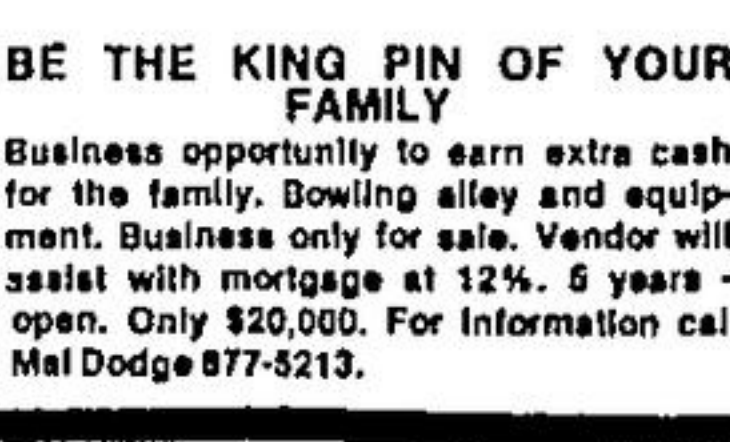 BE THE KING PIN OF YOUR
FAMILY
Business opportunity to earn extra cash
for the family. Bowling alley and equip-
ment. Business only for sale. Vendor will
assist with mortgage at 12%. 5 years -
open. Only $20,000. For information cal
Mal Dodge 877-5213.